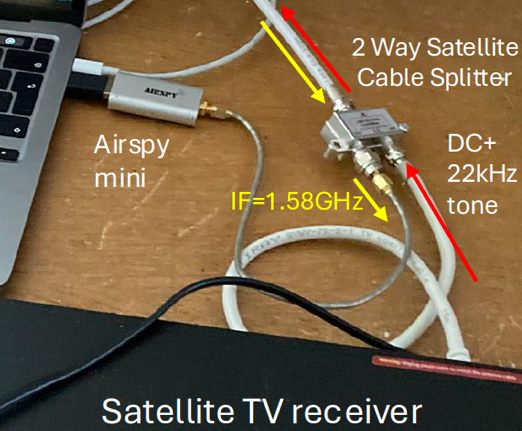 2 Way Satellite
Cable Splitter
AIRSPY
Airspy
mini
DC+
22kHz
tone
IF=1.58GHz
Satellite TV receiver